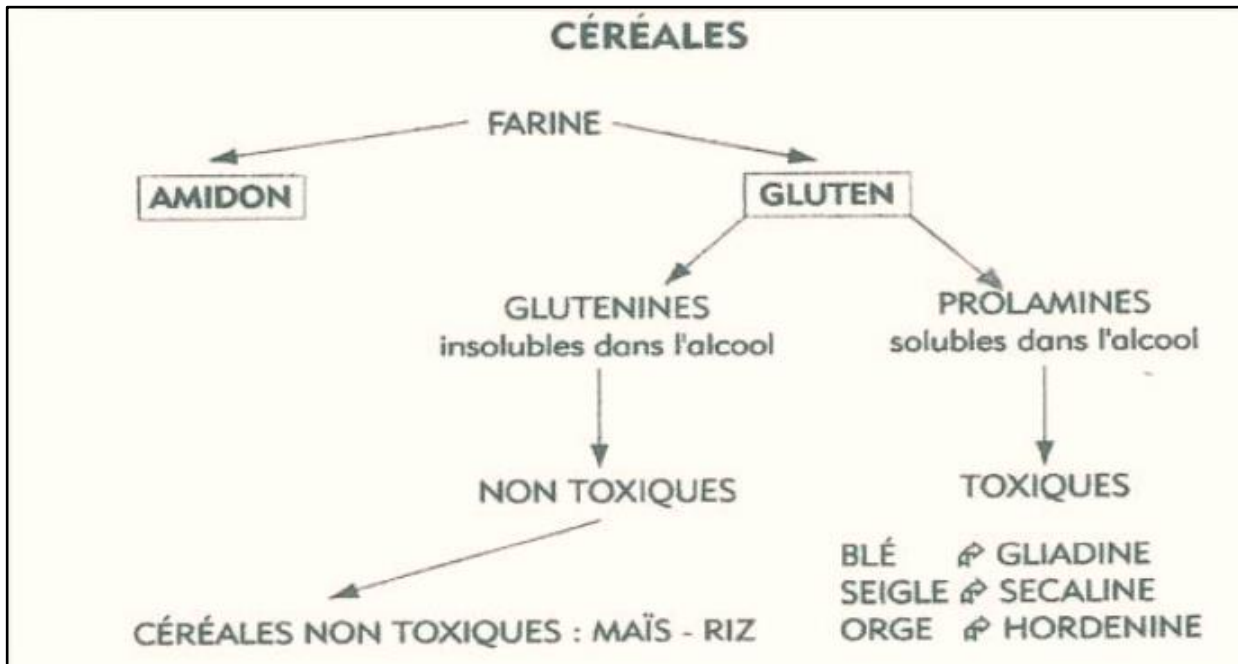 CÉRÉALES
FARINE
AMIDON
GLUTEN
GLUTENINES
insolubles dans l'alcool
PROLAMINES
solubles dans l'alcool
NON TOXIQUES
TOXIQUES
BLÉ GLIADINE
SEIGLE SECALINE
ORGE HORDENINE
CÉRÉALES NON TOXIQUES : MAÏS - RIZ